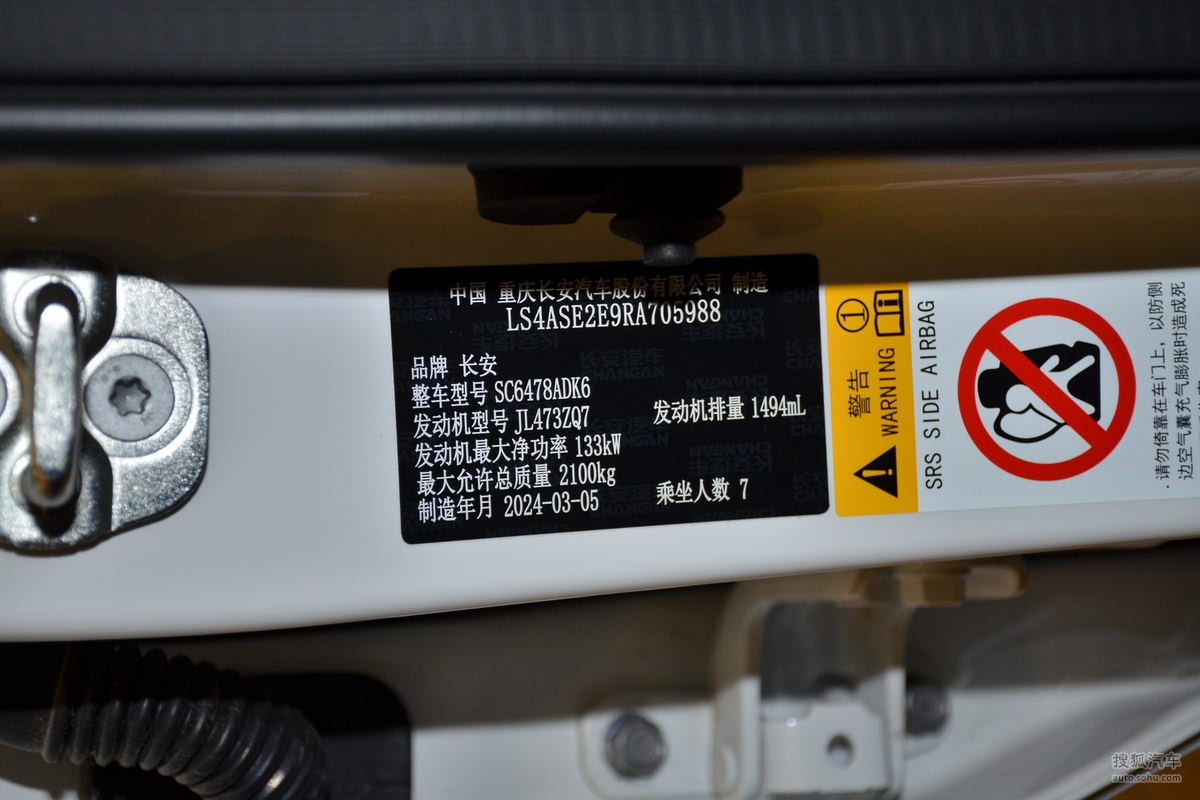 中国 重庆长安汽车股份有限公司 制造
LS4ASE2E9RA705988
品牌 长安
整车型号 SC6478ADK6
发动机型号 JL473ZQ7
发动机排量 1494mL
发动机最大净功率 133kW
最大允许总质量 2100kg
制造年月 2024-03-05
乘坐人数 7
① 警告
WARNING
SRS SIDE AIRBAG
·请勿倚靠在车门上，以防侧
边空气囊充气膨胀时造成死
搜狐汽车
auto.sohu.com